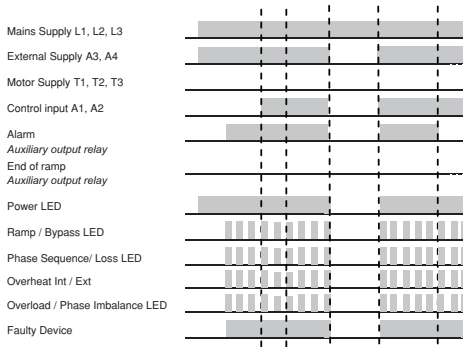 Mains Supply L1, L2, L3
External Supply A3, A4
Motor Supply T1, T2, T3
Control input A1, A2
Alarm
Auxiliary output relay
End of ramp
Auxiliary output relay
Power LED
Ramp / Bypass LED
Phase Sequence/ Loss LED
Overheat Int / Ext
Overload / Phase Imbalance LED
Faulty Device